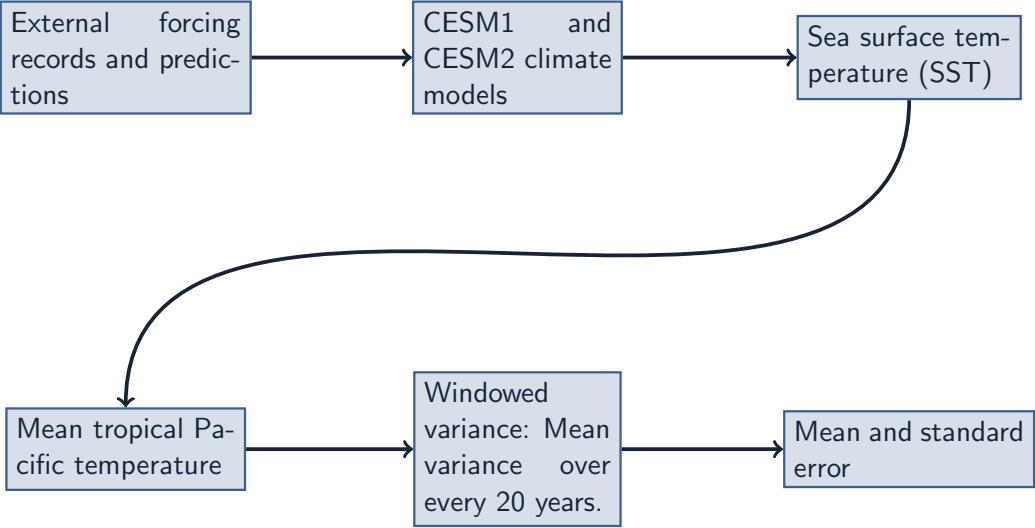 External forcing
records and predic-
tions
CESM1 and
CESM2 climate
models
Sea surface tem-
perature (SST)
Mean tropical Pa-
cific temperature
Windowed
variance: Mean
variance over
every 20 years.
Mean and standard
error